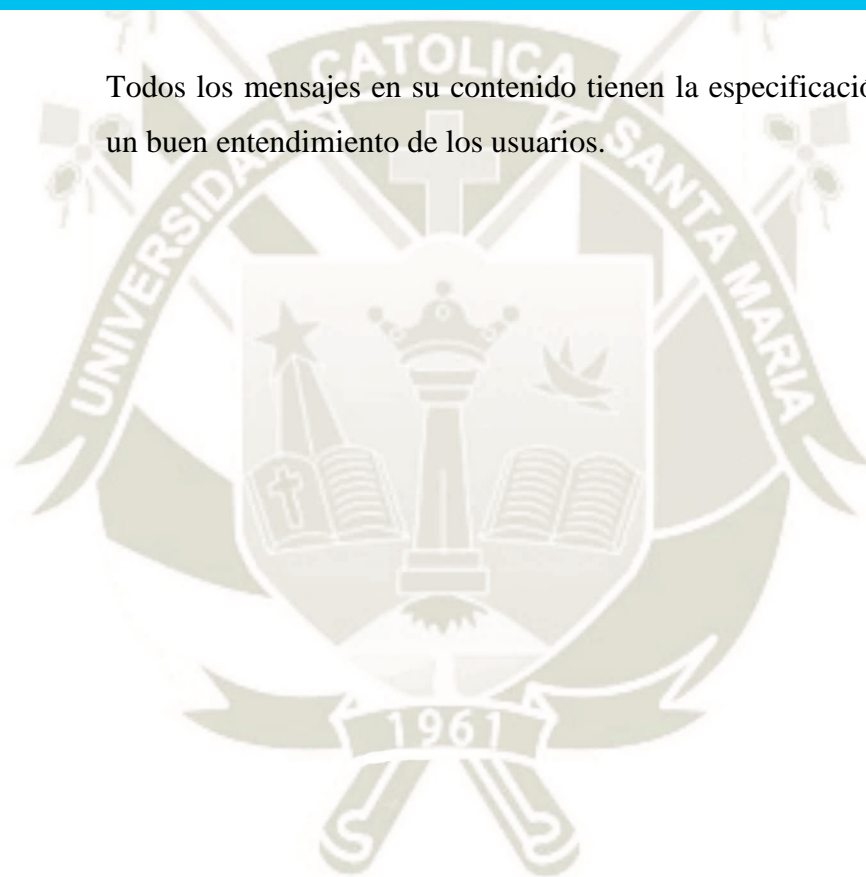 Todos los mensajes en su contenido tienen la especificació
un buen entendimiento de los usuarios.
UNIVERSIDAD CATOLICA SANTA MARIA
1961